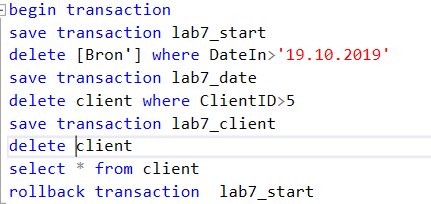 begin transaction
save transaction lab7_start
delete [Bron'] where DateIn>'19.10.2019'
save transaction lab7_date
delete client where ClientID>5
save transaction lab7_client
delete client
select * from client
rollback transaction  lab7_start